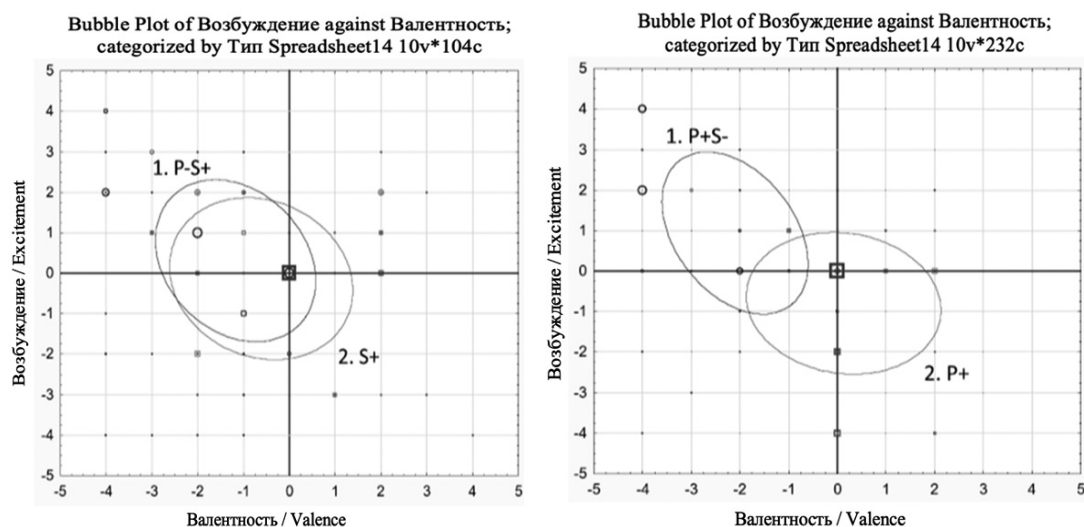 Bubble Plot of Возбуждение against Валентность;
categorized by Тип Spreadsheet14 10v*104c
5
4
3
2
1
0
-1
-2
-3
-4
-5
-5 -4 -3 -2 -1 0 1 2 3 4 5
Возбуждение / Excitement
Валентность / Valence
1. P-S+
2. S+
Bubble Plot of Возбуждение against Валентность;
categorized by Тип Spreadsheet14 10v*232c
5
4
3
2
1
0
-1
-2
-3
-4
-5
-5 -4 -3 -2 -1 0 1 2 3 4 5
Возбуждение / Excitement
Валентность / Valence
1. P+S-
2. P+